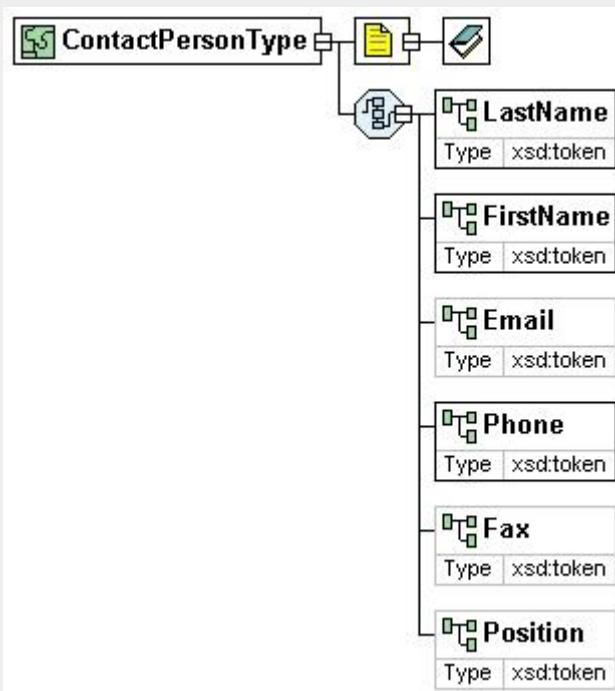 ContactPersonType
LastName
Type xsd:token
FirstName
Type xsd:token
Email
Type xsd:token
Phone
Type xsd:token
Fax
Type xsd:token
Position
Type xsd:token